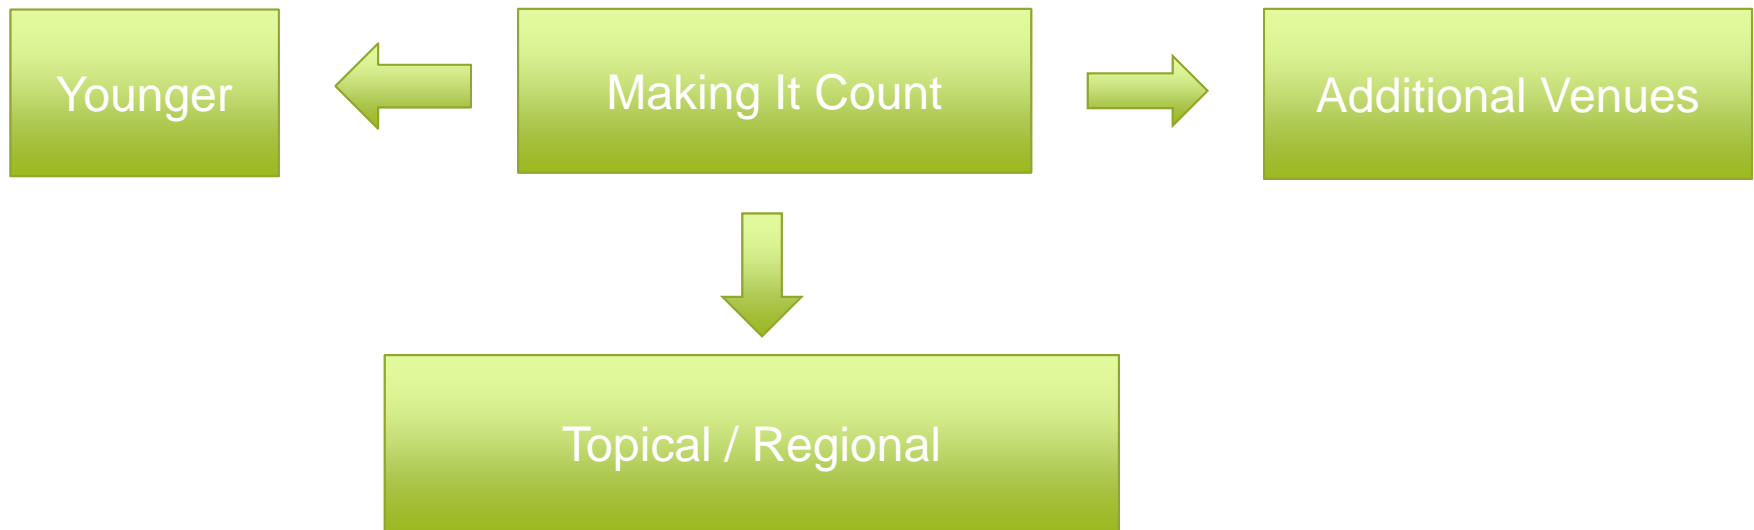 Younger
Making It Count
Additional Venues
Topical / Regional